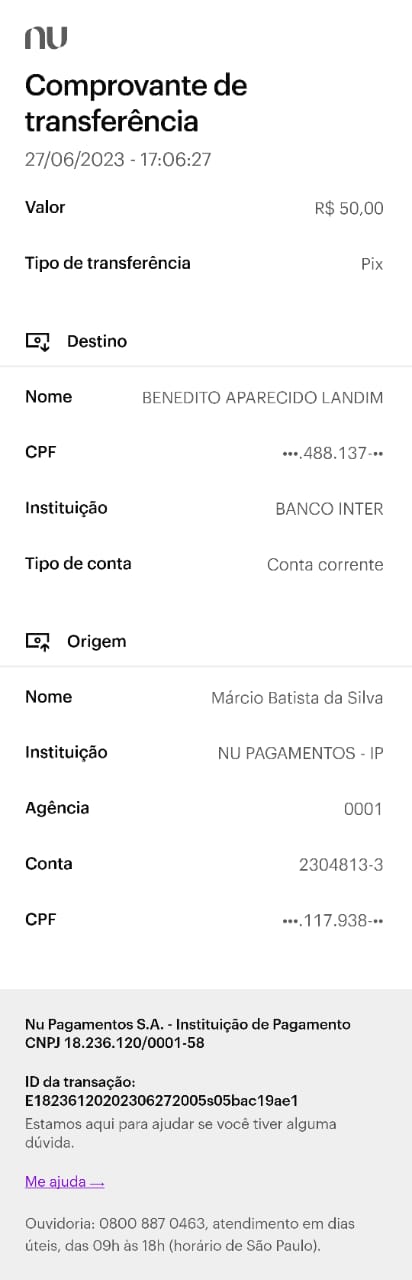 nu
Comprovante de
transferência
27/06/2023 - 17:06:27
Valor R$ 50,00
Tipo de transferência Pix
Destino
Nome BENEDITO APARECIDO LANDIM
CPF •••.488.137-••
Instituição BANCO INTER
Tipo de conta Conta corrente
Origem
Nome Márcio Batista da Silva
Instituição NU PAGAMENTOS - IP
Agência 0001
Conta 2304813-3
CPF •••.117.938-••
Nu Pagamentos S.A. - Instituição de Pagamento
CNPJ 18.236.120/0001-58
ID da transação:
E18236120202306272005s05bac19ae1
Estamos aqui para ajudar se você tiver alguma
dúvida.
Me ajuda →
Ouvidoria: 0800 887 0463, atendimento em dias
úteis, das 09h às 18h (horário de São Paulo).